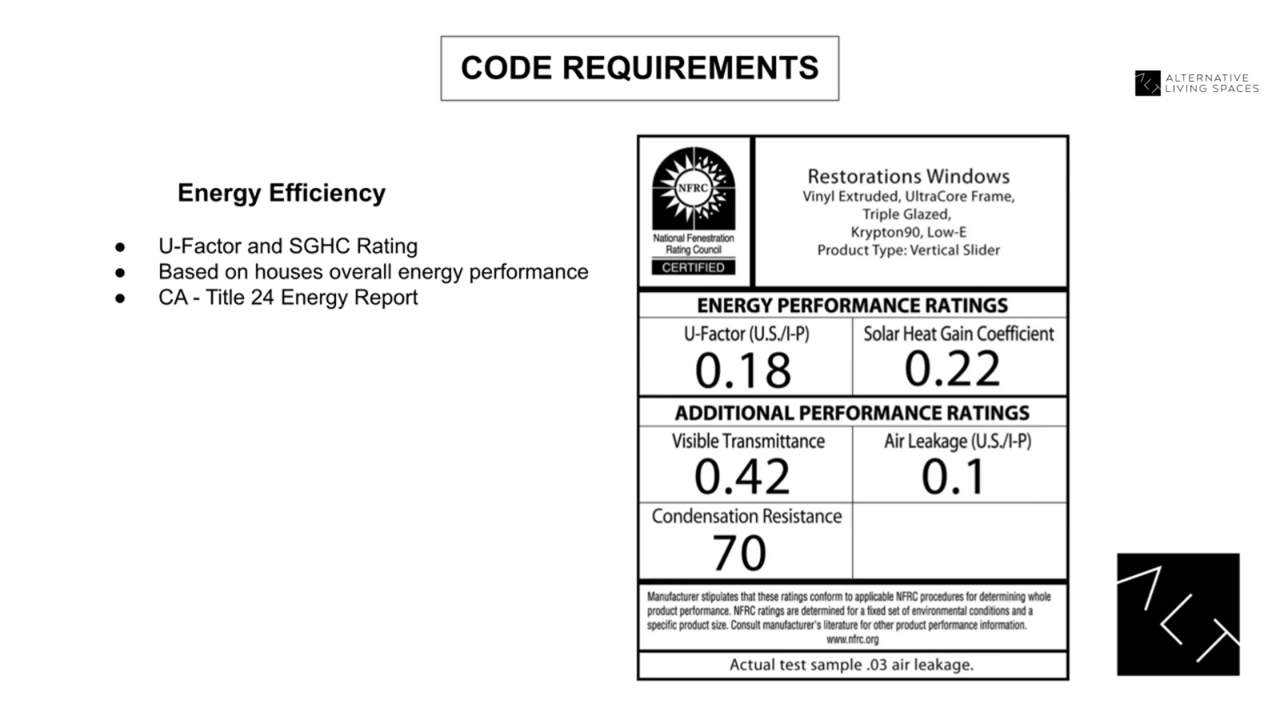 CODE REQUIREMENTS
ALTERNATIVE
LIVING SPACES
Energy Efficiency
● U-Factor and SGHC Rating
● Based on houses overall energy performance
● CA - Title 24 Energy Report
NFRC
National Fenestration
Rating Council
CERTIFIED
Restorations Windows
Vinyl Extruded, UltraCore Frame,
Triple Glazed,
Krypton90, Low-E
Product Type: Vertical Slider
ENERGY PERFORMANCE RATINGS
U-Factor (U.S./I-P)
0.18
Solar Heat Gain Coefficient
0.22
ADDITIONAL PERFORMANCE RATINGS
Visible Transmittance
0.42
Air Leakage (U.S./I-P)
0.1
Condensation Resistance
70
Manufacturer stipulates that these ratings conform to applicable NFRC procedures for determining whole
product performance. NFRC ratings are determined for a fixed set of environmental conditions and a
specific product size. Consult manufacturer's literature for other product performance information.
www.nfrc.org
Actual test sample .03 air leakage.
ALT